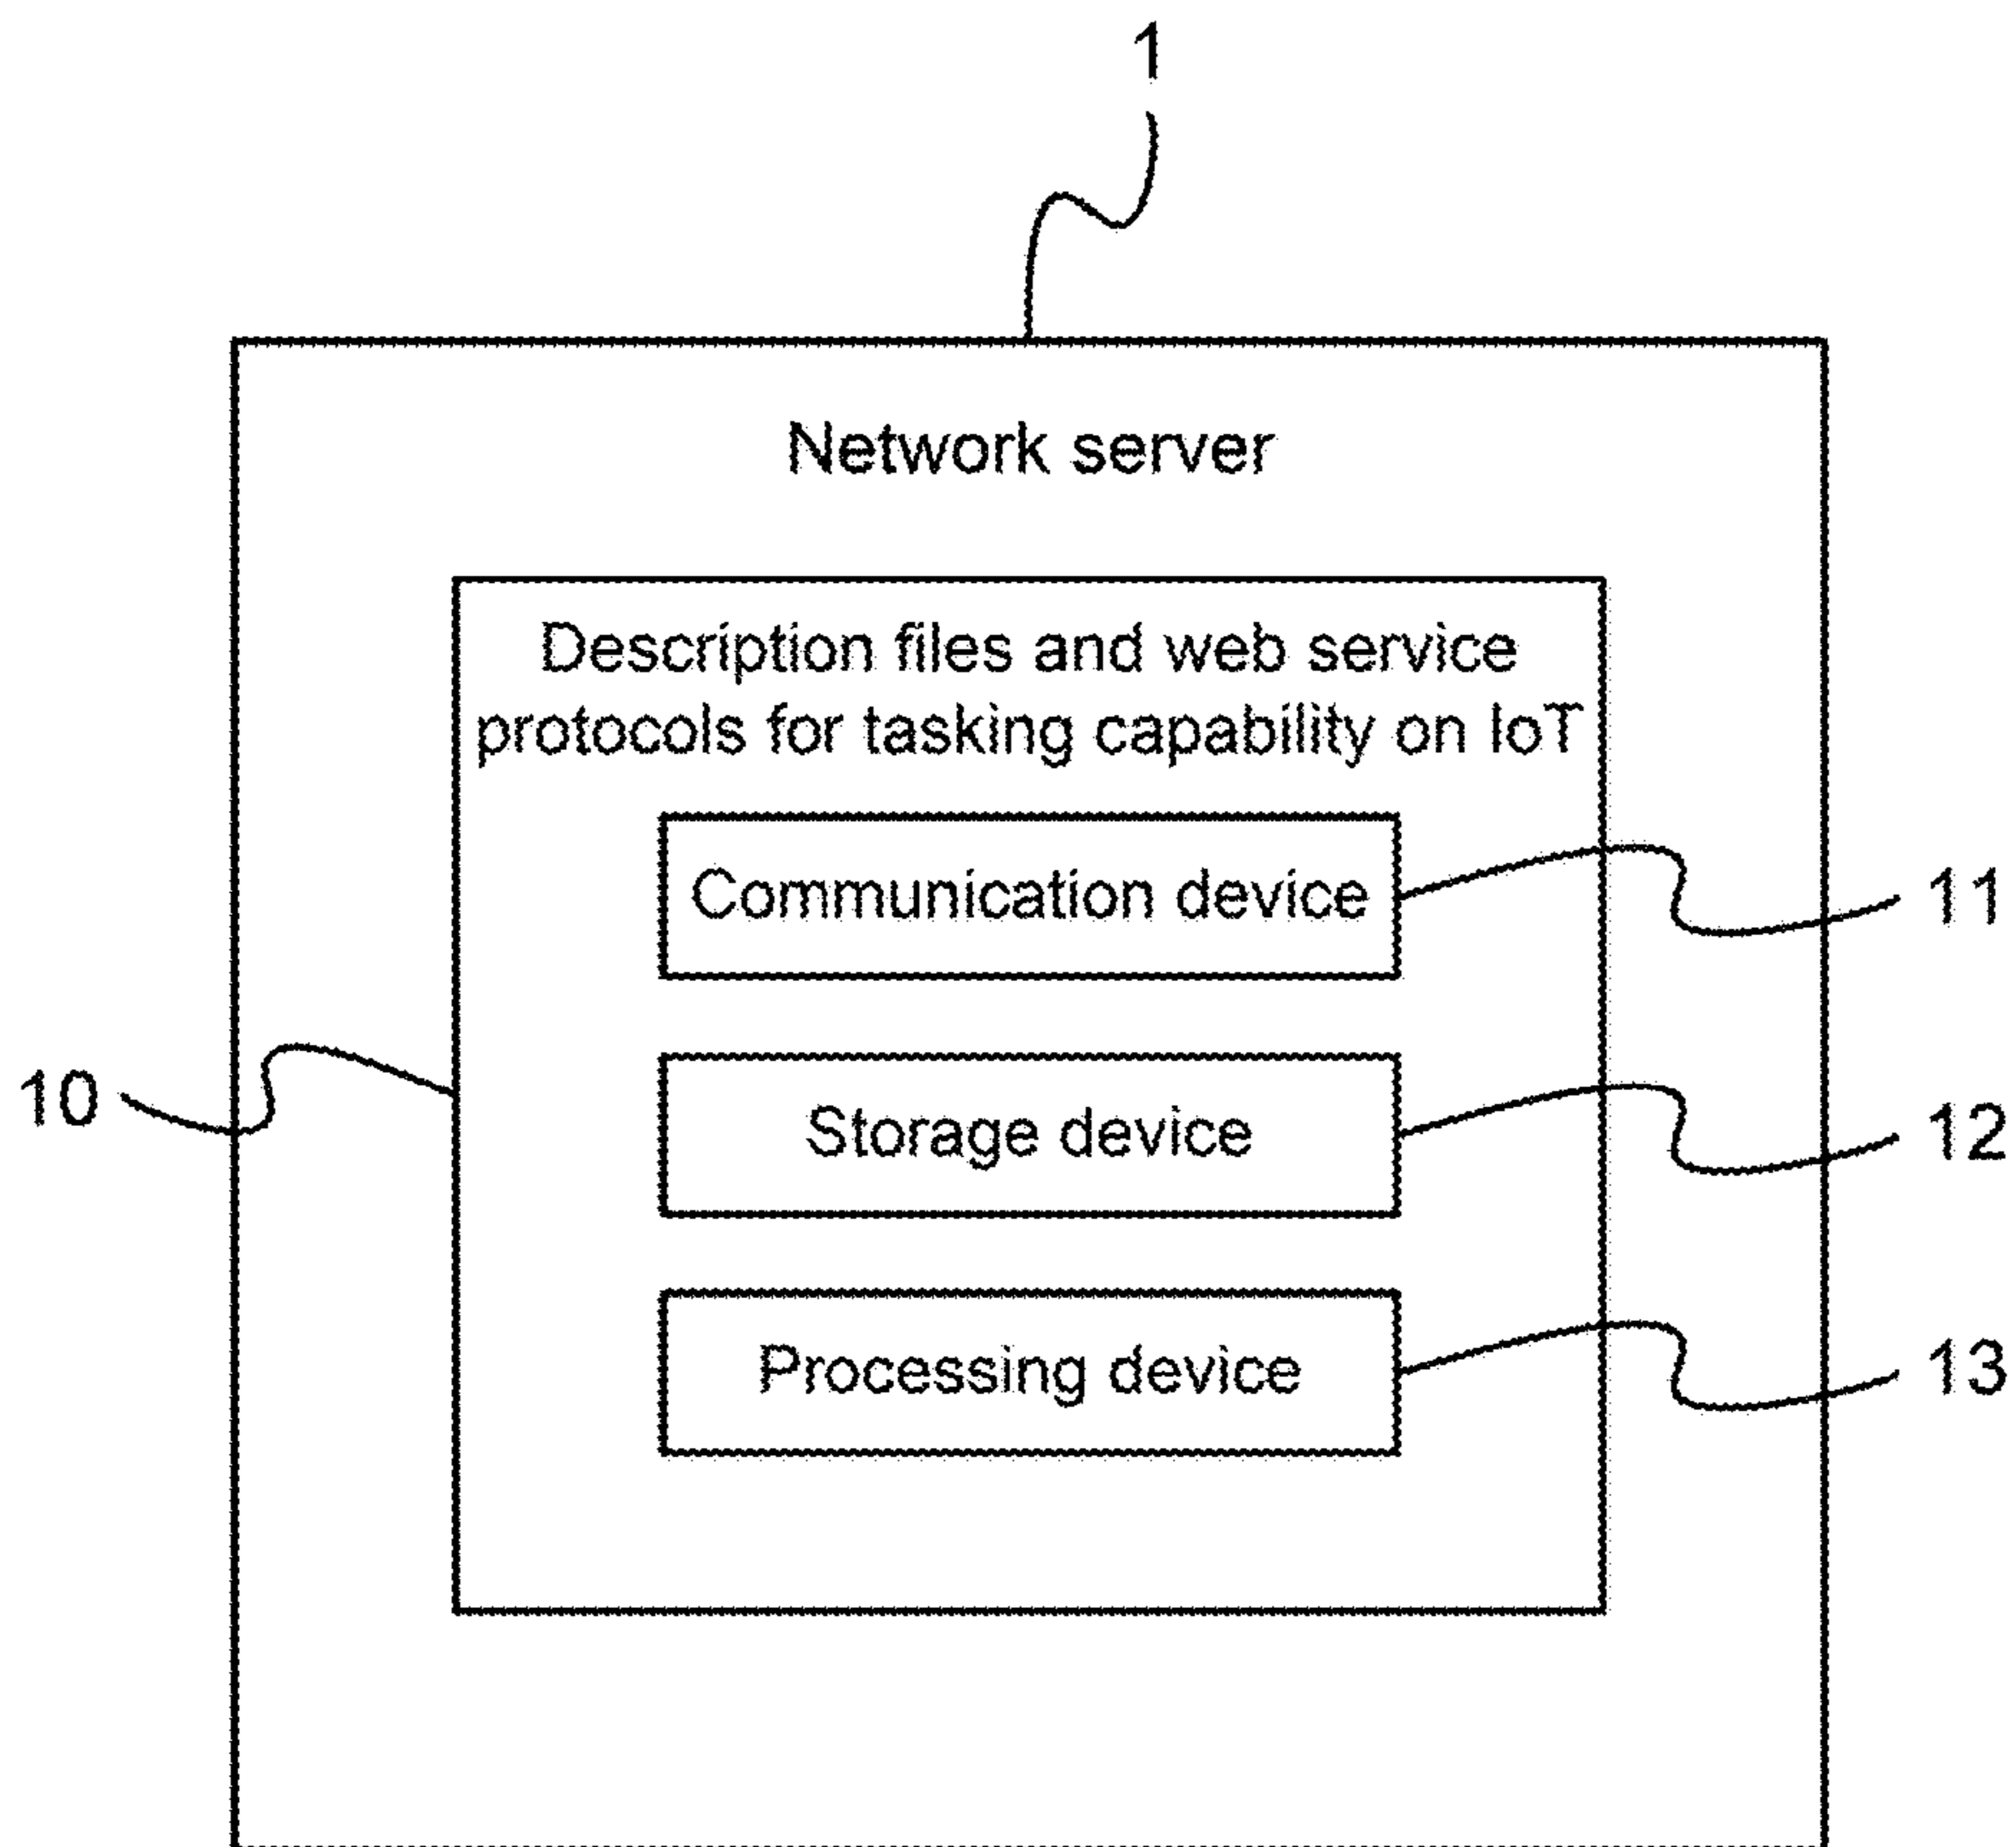 1
Network server
Description files and web service
protocols for tasking capability on IoT
Communication device
11
10
Storage device
12
Processing device
13